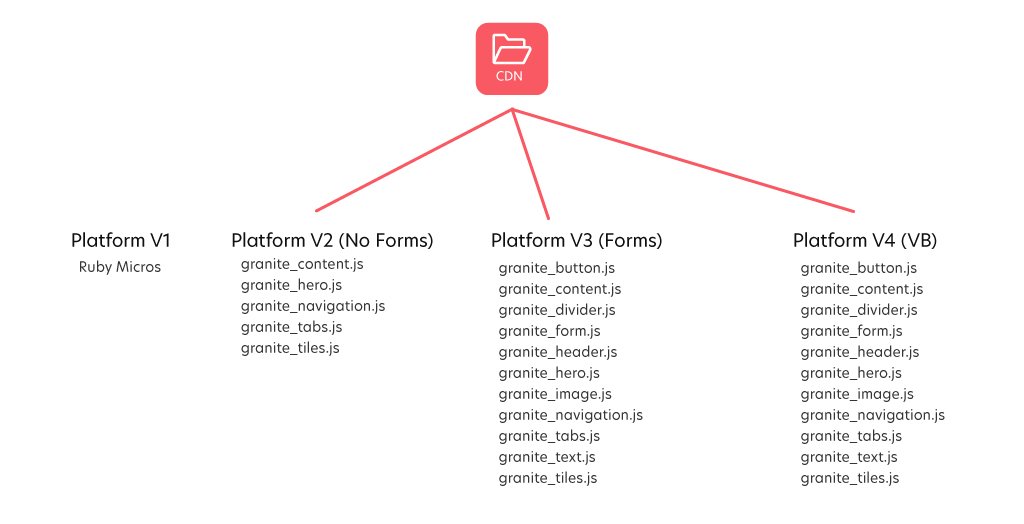 CDN
Platform V1
Ruby Micros
Platform V2 (No Forms)
granite_content.js
granite_hero.js
granite_navigation.js
granite_tabs.js
granite_tiles.js
Platform V3 (Forms)
granite_button.js
granite_content.js
granite_divider.js
granite_form.js
granite_header.js
granite_hero.js
granite_image.js
granite_navigation.js
granite_tabs.js
granite_text.js
granite_tiles.js
Platform V4 (VB)
granite_button.js
granite_content.js
granite_divider.js
granite_form.js
granite_header.js
granite_hero.js
granite_image.js
granite_navigation.js
granite_tabs.js
granite_text.js
granite_tiles.js